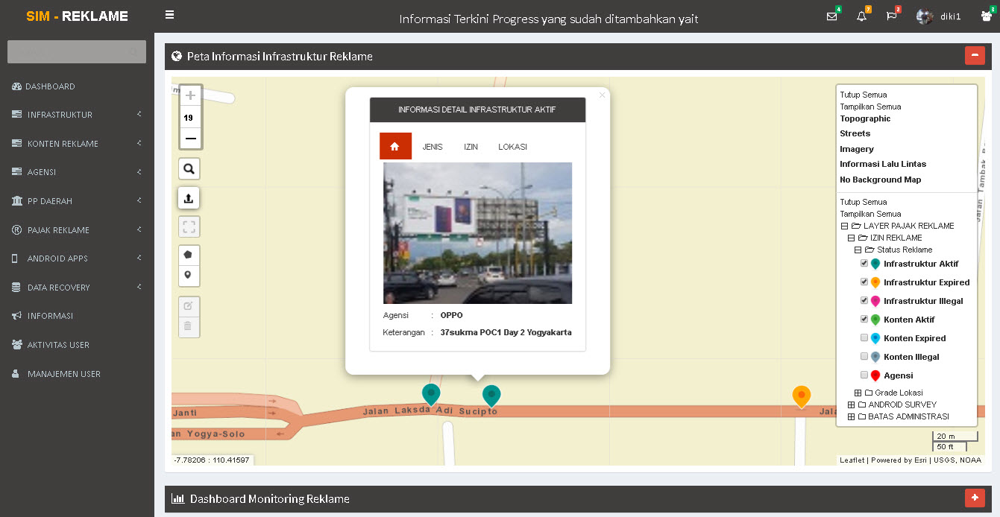 SIM - REKLAME
Informasi Terkini Progress yang sudah ditambahkan yait
4
7
3
diki1
3
DASHBOARD
INFRASTRUKTUR
KONTEN REKLAME
AGENSI
PP DAERAH
PAJAK REKLAME
ANDROID APPS
DATA RECOVERY
INFORMASI
AKTIVITAS USER
MANAJEMEN USER
Peta Informasi Infrastruktur Reklame
+
19
−
×
INFORMASI DETAIL INFRASTRUKTUR AKTIF
JENIS IZIN LOKASI
Agensi : OPPO
Keterangan : 37sukma POC1 Day 2 Yogyakarta
Janti
Jalan Laksda Adi Sucipto
Jala
an Yogya-Solo
Jalan Tambak
-7.78206 : 110.41597
Tutup Semua
Tampilkan Semua
Topographic
Streets
Imagery
Informasi Lalu Lintas
No Background Map
Tutup Semua
Tampilkan Semua
LAYER PAJAK REKLAME
IZIN REKLAME
Status Reklame
Infrastruktur Aktif
Infrastruktur Expired
Infrastruktur Illegal
Konten Aktif
Konten Expired
Konten Illegal
Agensi
Grade Lokasi
ANDROID SURVEY
BATAS ADMINISTRASI
20 m
50 ft
Leaflet | Powered by Esri | USGS, NOAA
Dashboard Monitoring Reklame